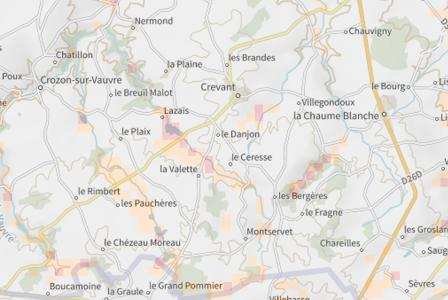 Nermond
Chauvigny
Chatillon
les Brandes
la Plaine
Poux
Crozon-sur-Vauvre
Crevant
le Bourg
le Breuil Malot
Villegondoux
Lazais
la Chaume Blanche
le Plaix
le Danjon
le Ceresse
la Valette
D26D
le Rimbert
les Bergères
les Pauchères
le Fragne
Montservet
le Chézeau Moreau
Chareilles
Sèvres
Boucamoine
le Grand Pommier
la Graule